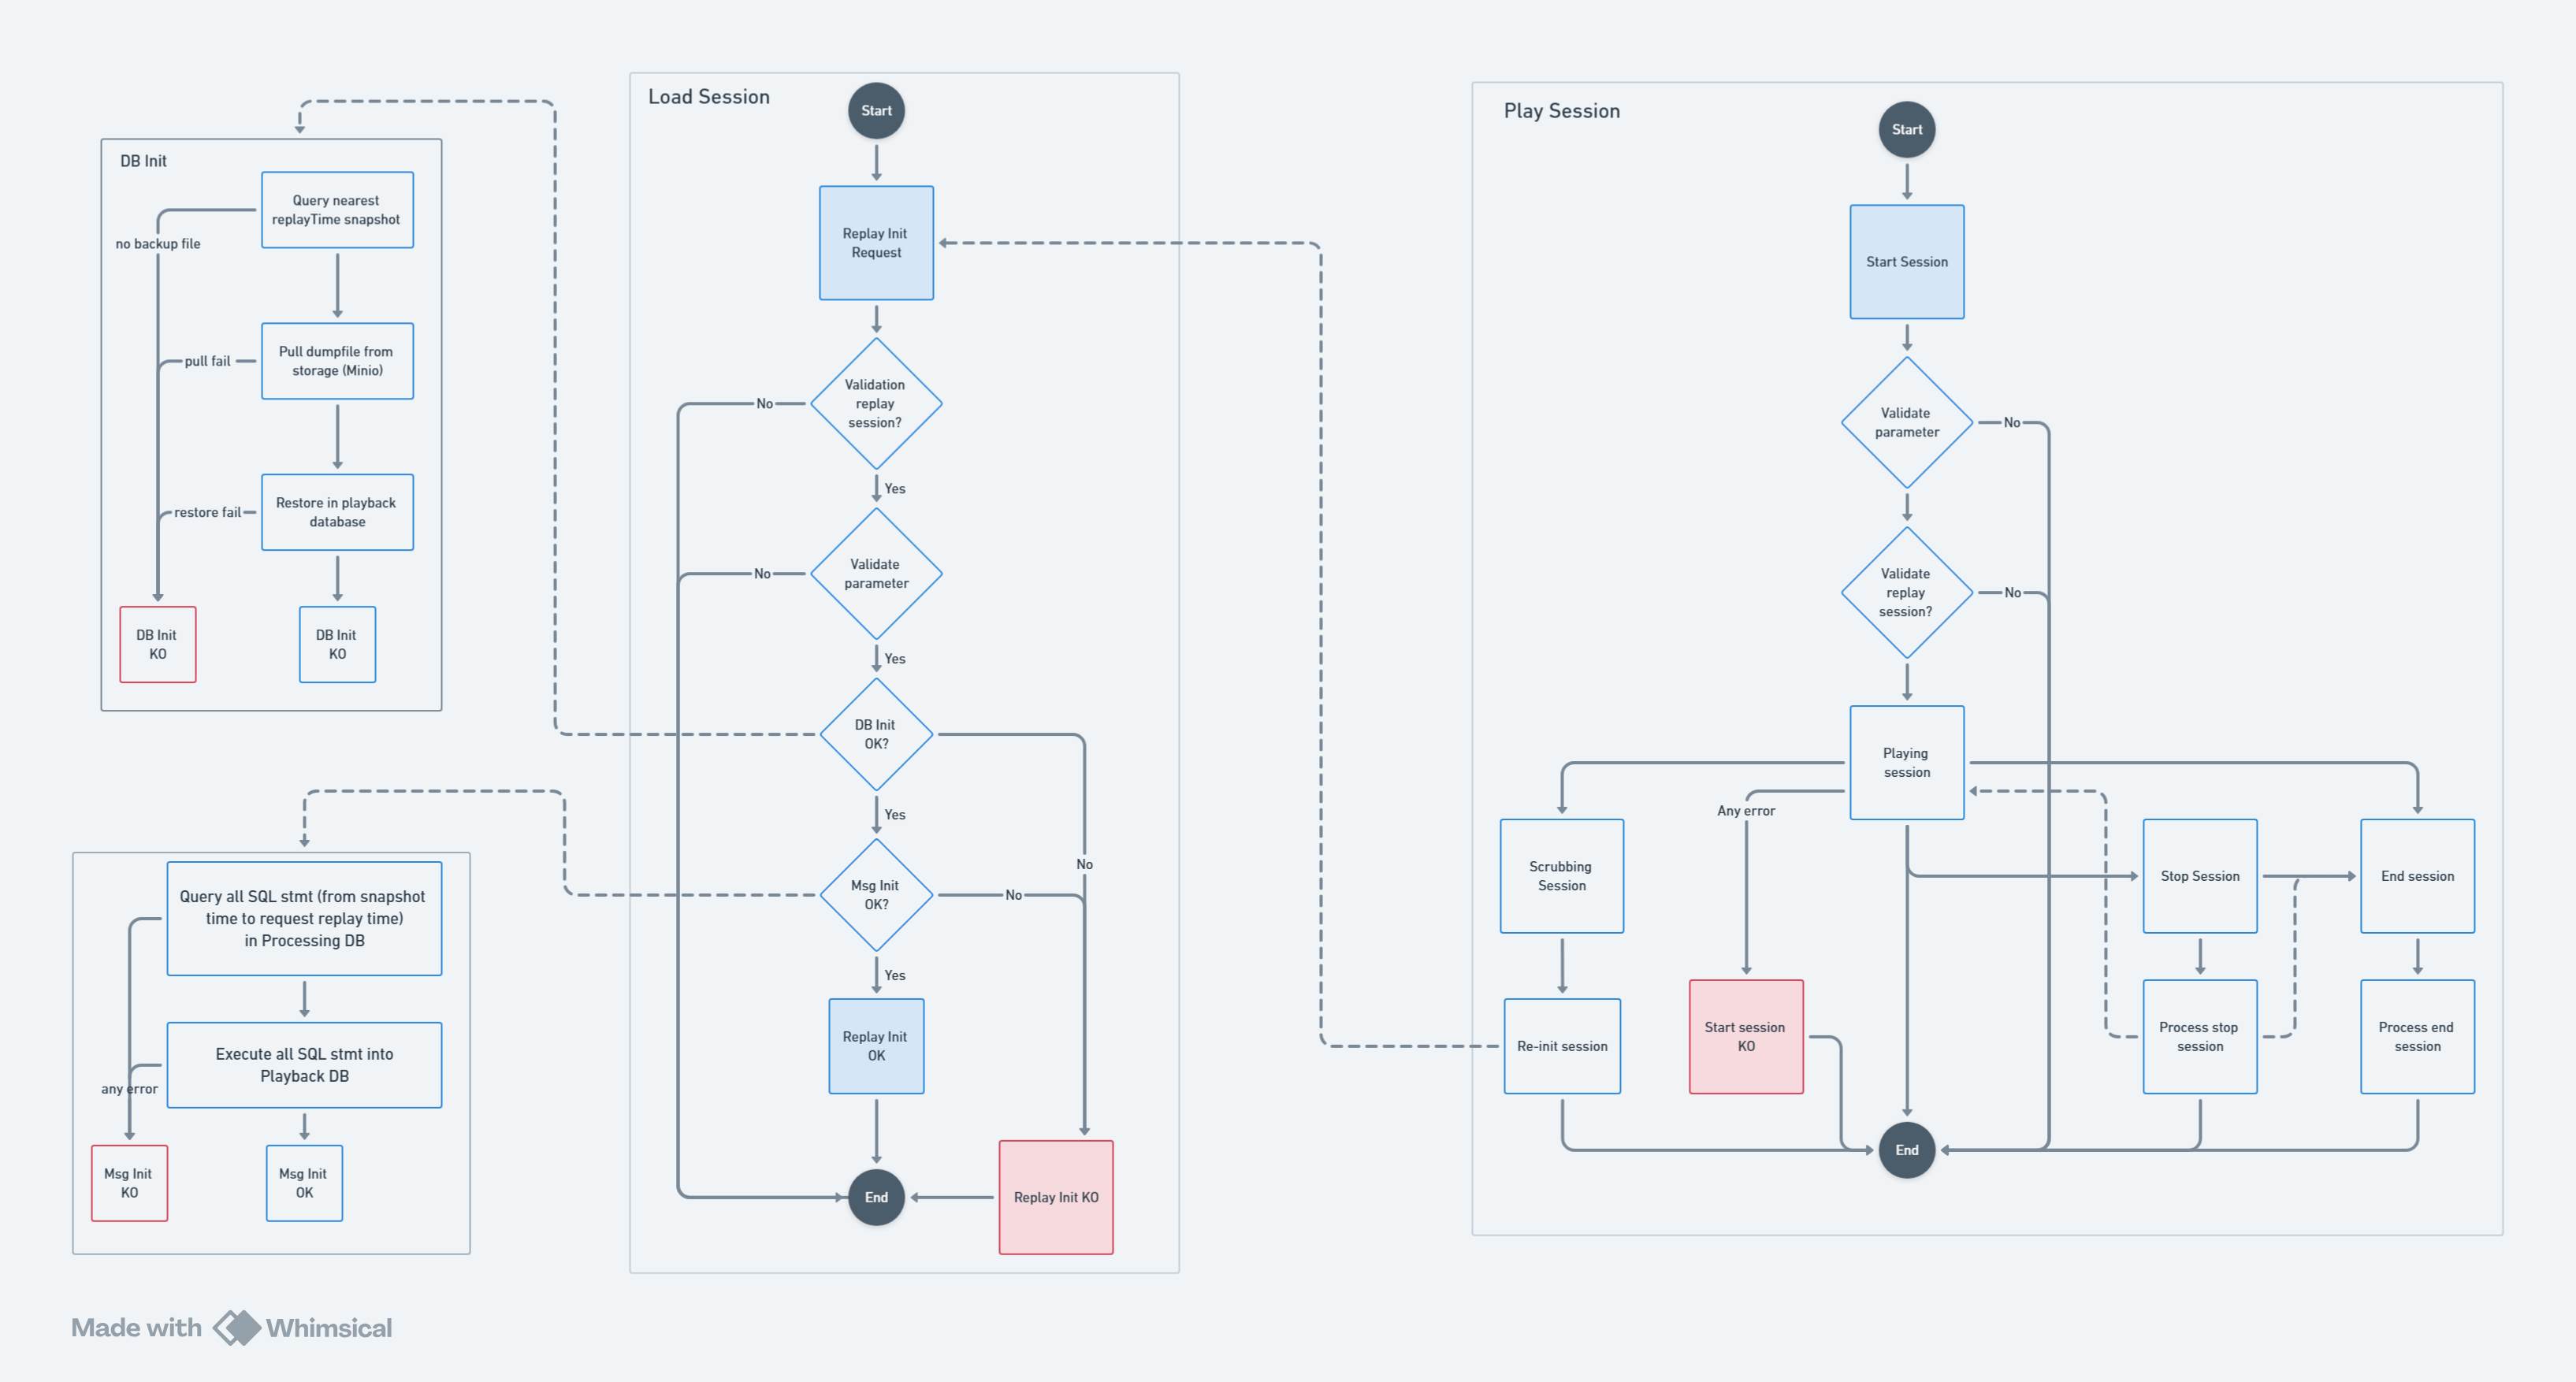 DB Init
Query nearest
replayTime snapshot
no backup file
Pull dumpfile from
storage (Minio)
pull fail
Restore in playback
database
restore fail
DB Init
KO
DB Init
KO
Query all SQL stmt (from snapshot
time to request replay time)
in Processing DB
Execute all SQL stmt into
Playback DB
any error
Msg Init
KO
Msg Init
OK
Load Session
Start
Replay Init
Request
Validation
replay
session?
No
Yes
Validate
parameter
No
Yes
DB Init
OK?
No
Yes
Msg Init
OK?
No
Yes
Replay Init
OK
End
Replay Init KO
Play Session
Start
Start Session
Validate
parameter
No
Validate
replay
session?
No
Playing
session
Any error
Scrubbing
Session
Stop Session
End session
Re-init session
Start session
KO
Process stop
session
Process end
session
End
Made with Whimsical